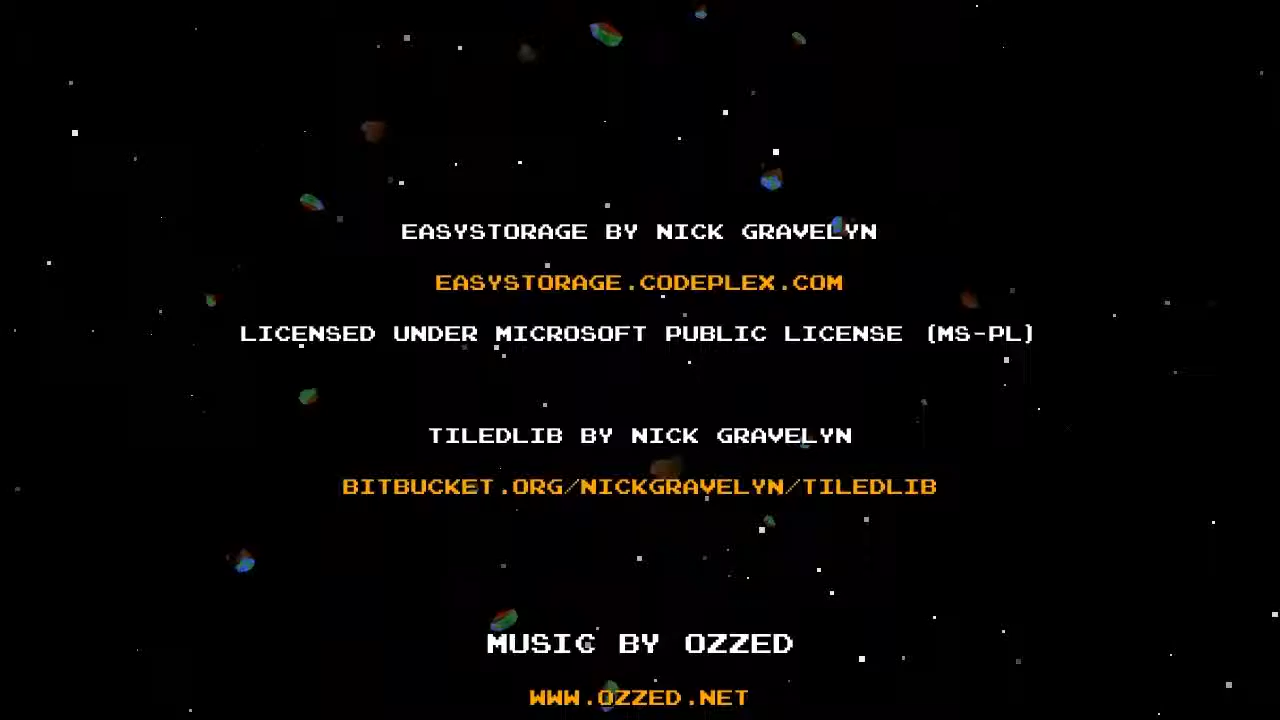 EASYSTORAGE BY NICK GRAVELYN
EASYSTORAGE.CODEPLEX.COM
LICENSED UNDER MICROSOFT PUBLIC LICENSE (MS-PL)
TILEDLIB BY NICK GRAVELYN
BITBUCKET.ORG/NICKGRAVELYN/TILEDLIB
MUSIC BY OZZED
WWW.OZZED.NET